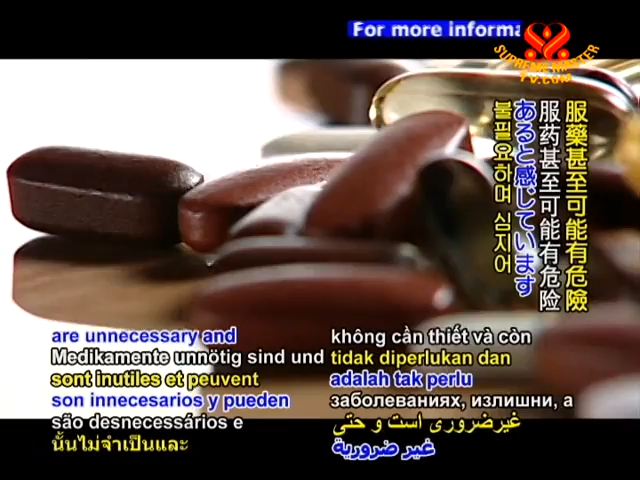 For more informa
SUPREME MASTER
TV.com
服藥甚至可能有危險
服药甚至可能有危险
あると感じています
불필요하며 심지어
are unnecessary and
Medikamente unnötig sind und
sont inutiles et peuvent
son innecesarios y pueden
são desnecessários e
นั้นไม่จำเป็นและ
không cần thiết và còn
tidak diperlukan dan
adalah tak perlu
заболеваниях, излишни, а
غیرضروری است و حتی
غير ضرورية